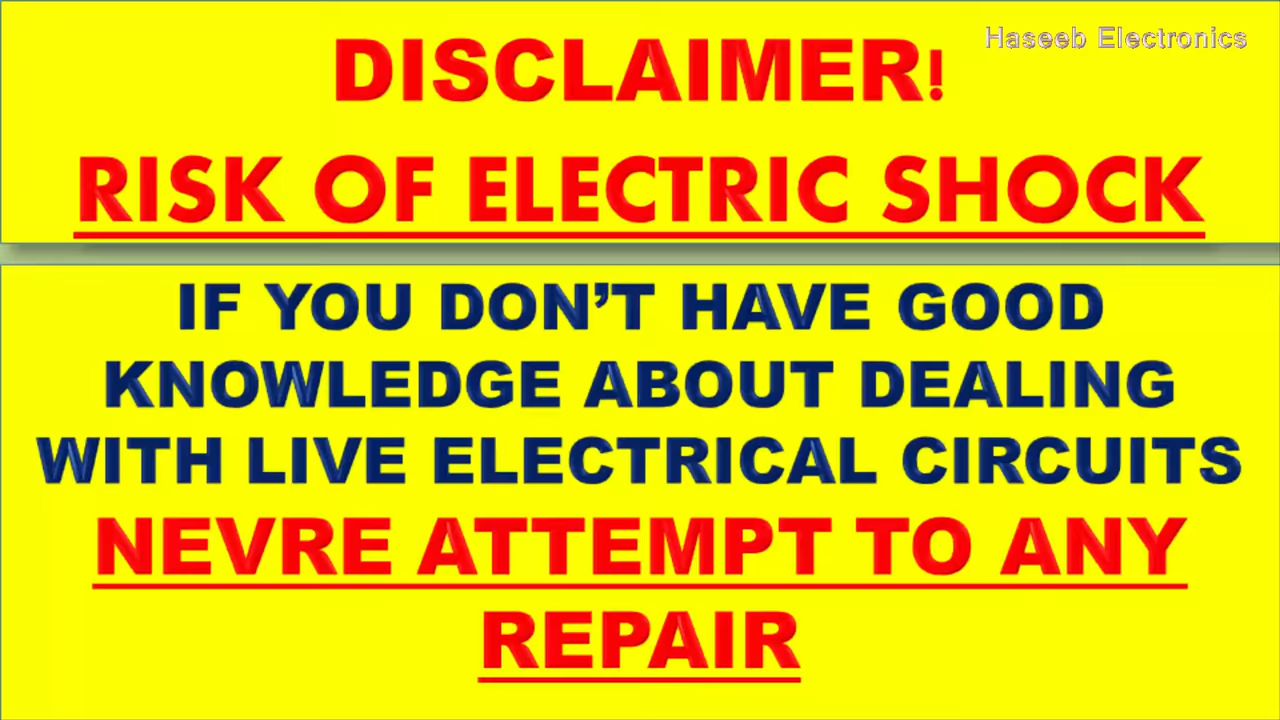 Haseeb Electronics
DISCLAIMER!
RISK OF ELECTRIC SHOCK
IF YOU DON’T HAVE GOOD
KNOWLEDGE ABOUT DEALING
WITH LIVE ELECTRICAL CIRCUITS
NEVRE ATTEMPT TO ANY
REPAIR